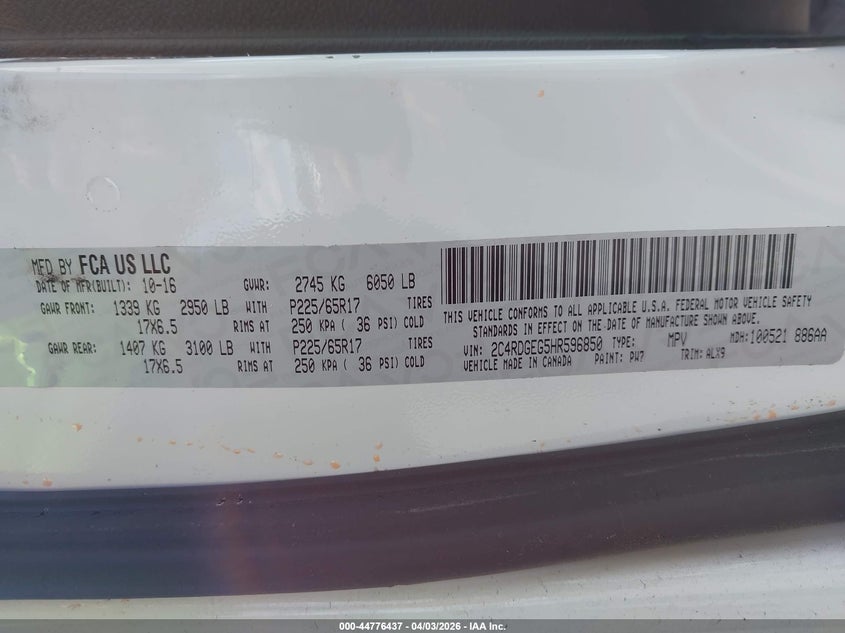 MFD BY FCA US LLC
DATE OF MFR(BUILT): 10-16 GVWR: 2745 KG 6050 LB
GAWR FRONT: 1339 KG 2950 LB WITH P225/65R17 TIRES
17X6.5 RIMS AT 250 KPA ( 36 PSI) COLD
GAWR REAR: 1407 KG 3100 LB WITH P225/65R17 TIRES
17X6.5 RIMS AT 250 KPA ( 36 PSI) COLD
THIS VEHICLE CONFORMS TO ALL APPLICABLE U.S.A. FEDERAL MOTOR VEHICLE SAFETY
STANDARDS IN EFFECT ON THE DATE OF MANUFACTURE SHOWN ABOVE.
VIN: 2C4RDGEG5HR596850 TYPE: MPV MDH: 100521 886AA
VEHICLE MADE IN CANADA PAINT: PW7 TRIM: ALX9
000-44776437 - 04/03/2026 - IAA Inc.